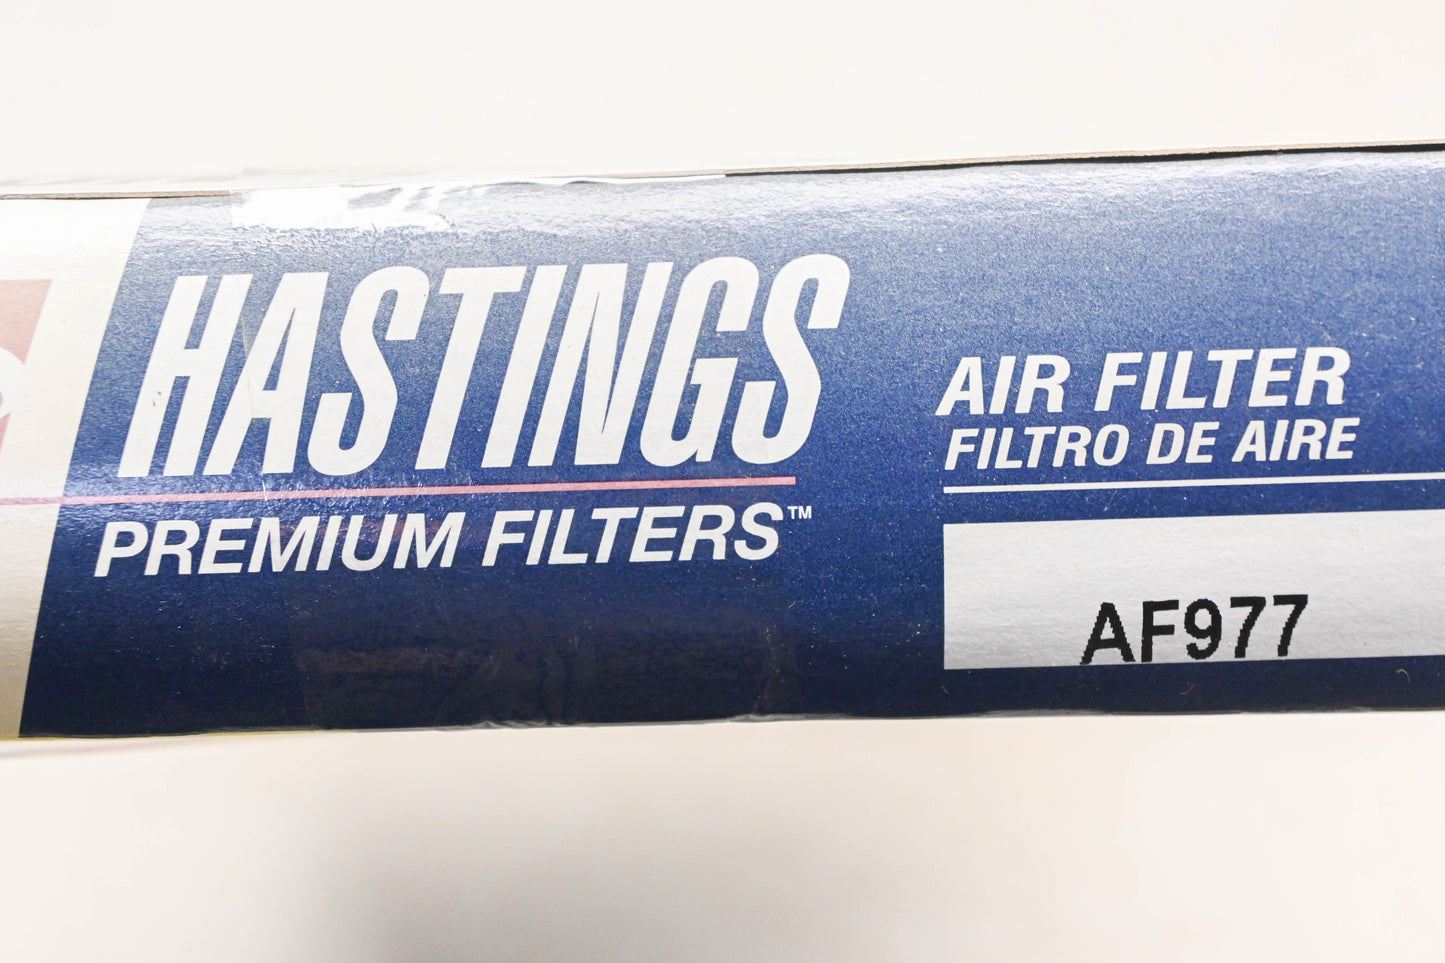 HASTINGS
PREMIUM FILTERS™
AIR FILTER
FILTRO DE AIRE
AF977